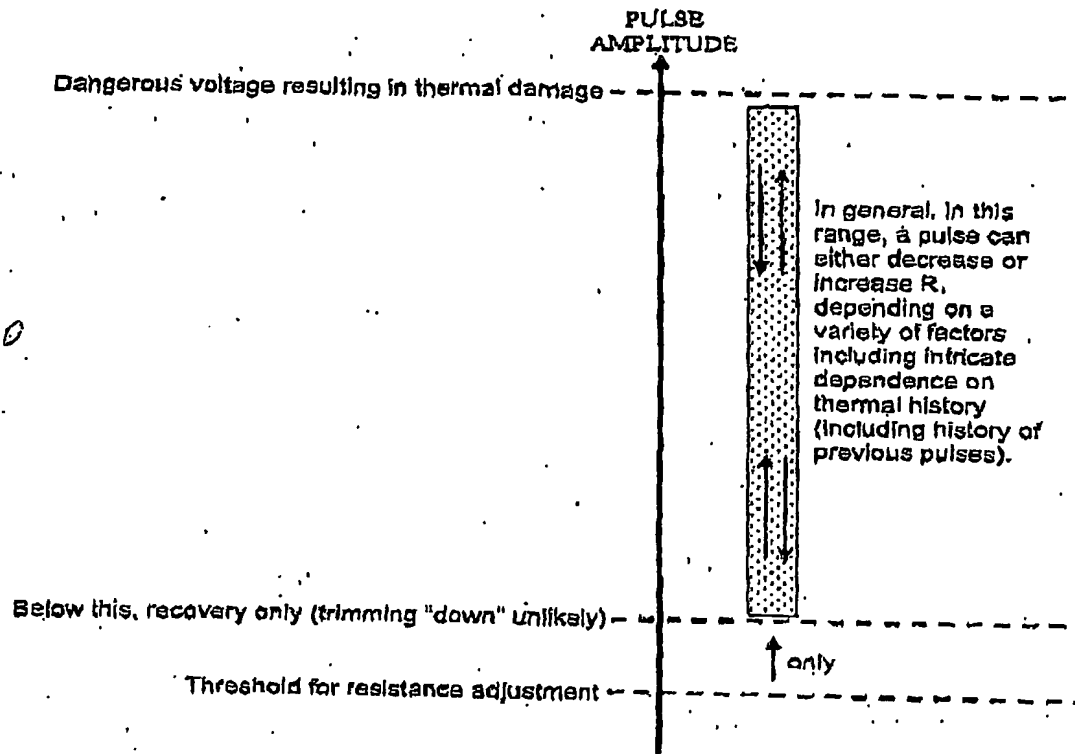 PULSE
AMPLITUDE
Dangerous voltage resulting in thermal damage
In general, in this
range, a pulse can
either decrease or
increase R,
depending on a
variety of factors
including intricate
dependence on
thermal history
(including history of
previous pulses).
Below this, recovery only (trimming "down" unlikely)
only
Threshold for resistance adjustment